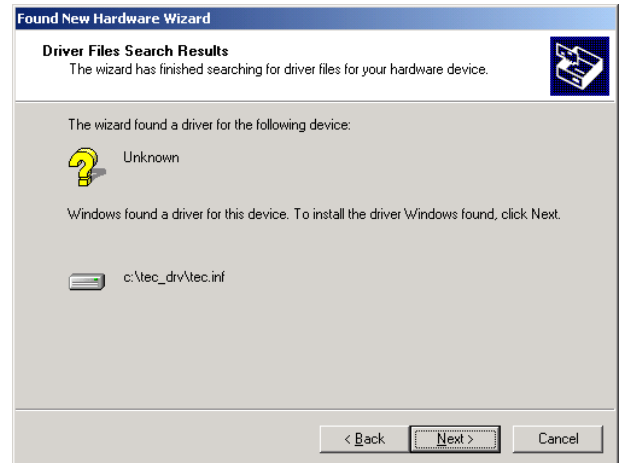 Found New Hardware Wizard
Driver Files Search Results
The wizard has finished searching for driver files for your hardware device.
The wizard found a driver for the following device:
Unknown
Windows found a driver for this device. To install the driver Windows found, click Next.
c:\tec_drv\tec.inf
< Back
Next >
Cancel